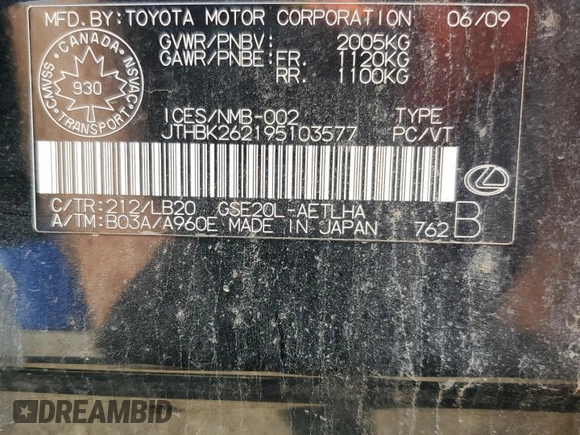 MFD.BY:TOYOTA MOTOR CORPORATION 06/09
GVWR/PNBV: 2005KG
GAWR/PNBE:FR. 1120KG
RR. 1100KG
CMVSS CANADA NSVAC
930
TRANSPORT
ICES/NMB-002 TYPE
JTHBK262195103577 PC/VT
C/TR:212/LB20 GSE20L-AETLHA
A/TM:B03A/A960E MADE IN JAPAN 762 B
DREAMBID